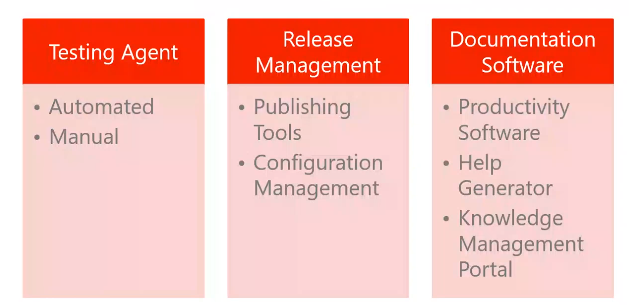 Testing Agent
• Automated
• Manual
Release
Management
• Publishing
Tools
• Configuration
Management
Documentation
Software
• Productivity
Software
• Help
Generator
• Knowledge
Management
Portal